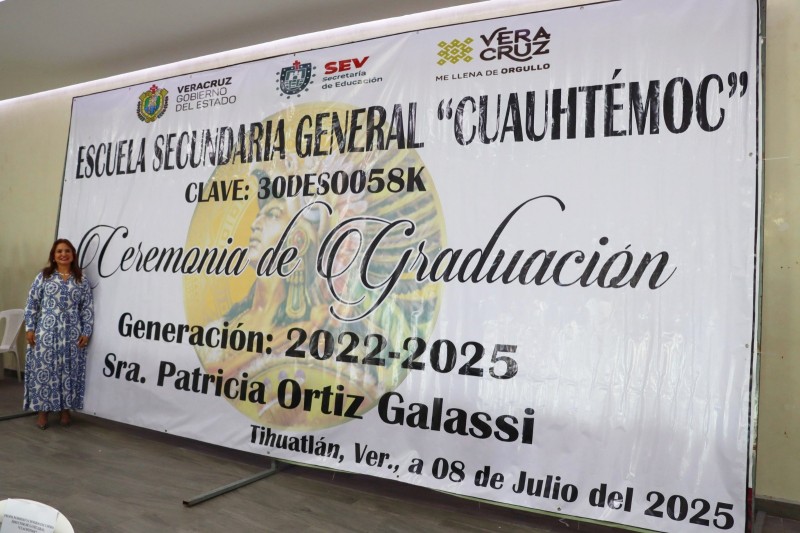 VERACRUZ
GOBIERNO
DEL ESTADO
SEV
Secretaría
de Educación
VERA
CRUZ
ME LLENA DE ORGULLO
ESCUELA SECUNDARIA GENERAL “CUAUHTÉMOC”
CLAVE: 30DES0058K
Ceremonia de Graduación
Generación: 2022-2025
Sra. Patricia Ortiz Galassi
Tihuatlán, Ver., a 08 de Julio del 2025